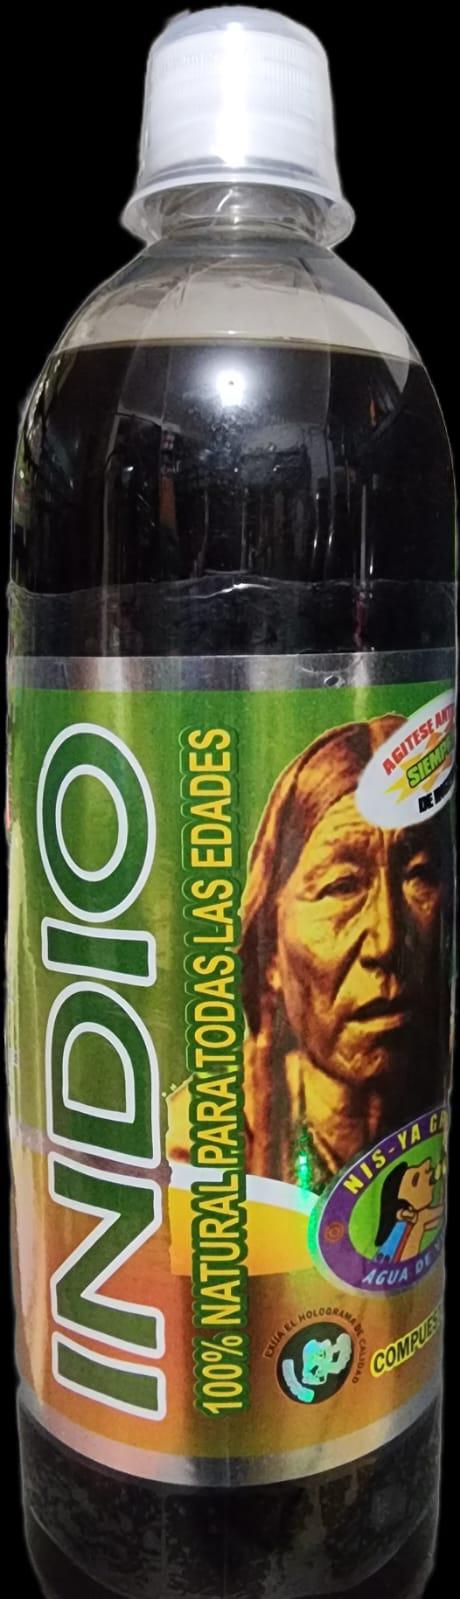 INDIO
100% NATURAL PARA TODAS LAS EDADES
AGITESE
SIEMP
DE
NIS-YA
AGUA DE
©
EXIJA EL HOLOGRAMA DE CALIDAD
COMPUES